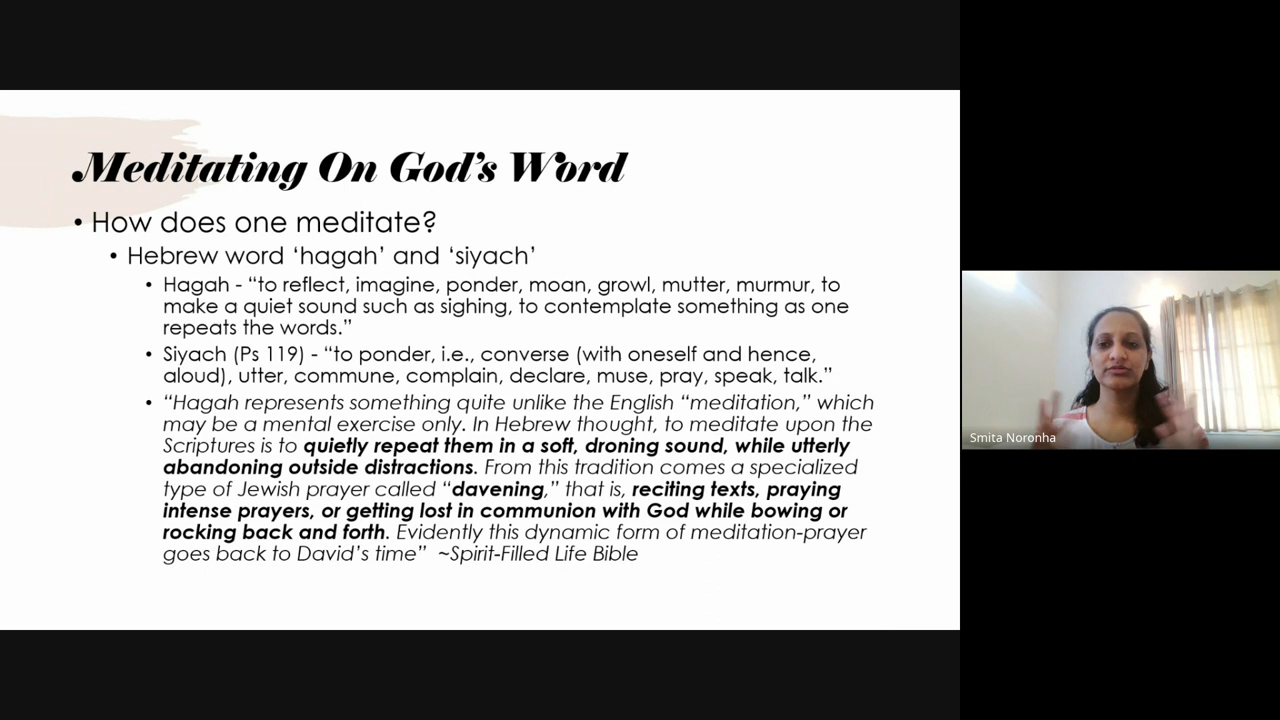 Meditating On God's Word
• How does one meditate?
• Hebrew word ‘hagah’ and ‘siyach’
• Hagah - “to reflect, imagine, ponder, moan, growl, mutter, murmur, to
make a quiet sound such as sighing, to contemplate something as one
repeats the words.”
• Siyach (Ps 119) - “to ponder, i.e., converse (with oneself and hence,
aloud), utter, commune, complain, declare, muse, pray, speak, talk.”
• “Hagah represents something quite unlike the English “meditation,” which
may be a mental exercise only. In Hebrew thought, to meditate upon the
Scriptures is to quietly repeat them in a soft, droning sound, while utterly
abandoning outside distractions. From this tradition comes a specialized
type of Jewish prayer called “davening,” that is, reciting texts, praying
intense prayers, or getting lost in communion with God while bowing or
rocking back and forth. Evidently this dynamic form of meditation-prayer
goes back to David’s time” ~Spirit-Filled Life Bible
Smita Noronha